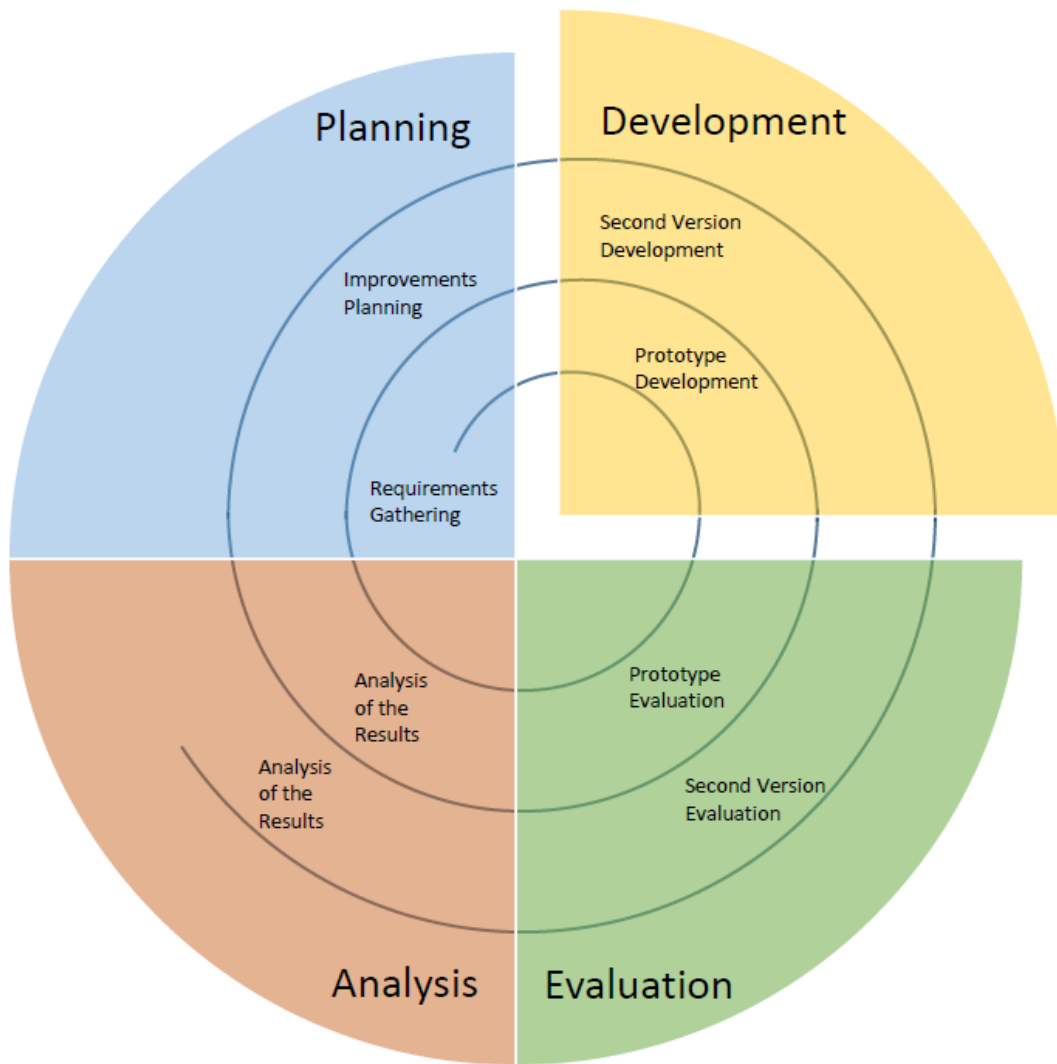 Planning
Improvements
Planning
Requirements
Gathering
Development
Second Version
Development
Prototype
Development
Analysis
of the
Results
Analysis
of the
Results
Analysis
Prototype
Evaluation
Second Version
Evaluation
Evaluation